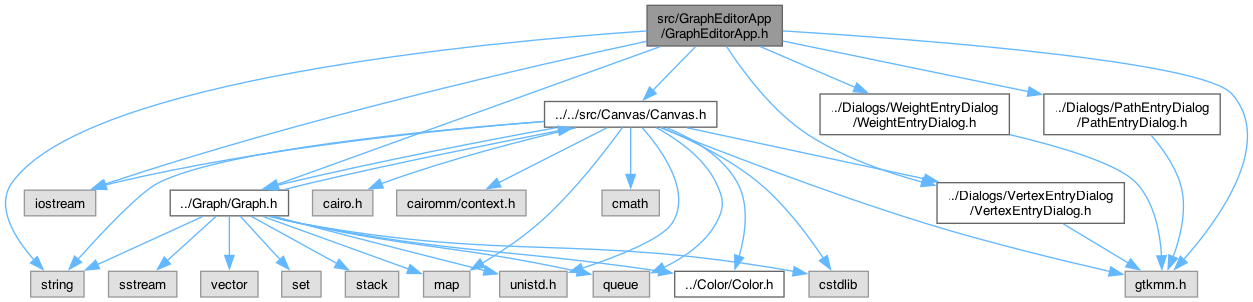 src/GraphEditorApp
/GraphEditorApp.h
../../src/Canvas/Canvas.h
../Dialogs/WeightEntryDialog
/WeightEntryDialog.h
../Dialogs/PathEntryDialog
/PathEntryDialog.h
iostream
../Graph/Graph.h
cairo.h
cairomm/context.h
cmath
../Dialogs/VertexEntryDialog
/VertexEntryDialog.h
string
sstream
vector
set
stack
map
unistd.h
queue
../Color/Color.h
cstdlib
gtkmm.h